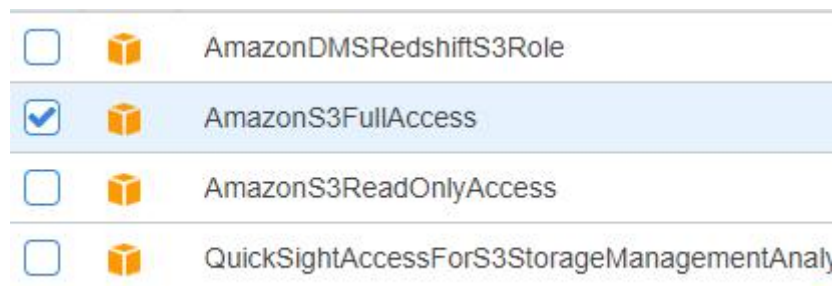 AmazonDMSRedshiftS3Role
AmazonS3FullAccess
AmazonS3ReadOnlyAccess
QuickSightAccessForS3StorageManagementAnaly